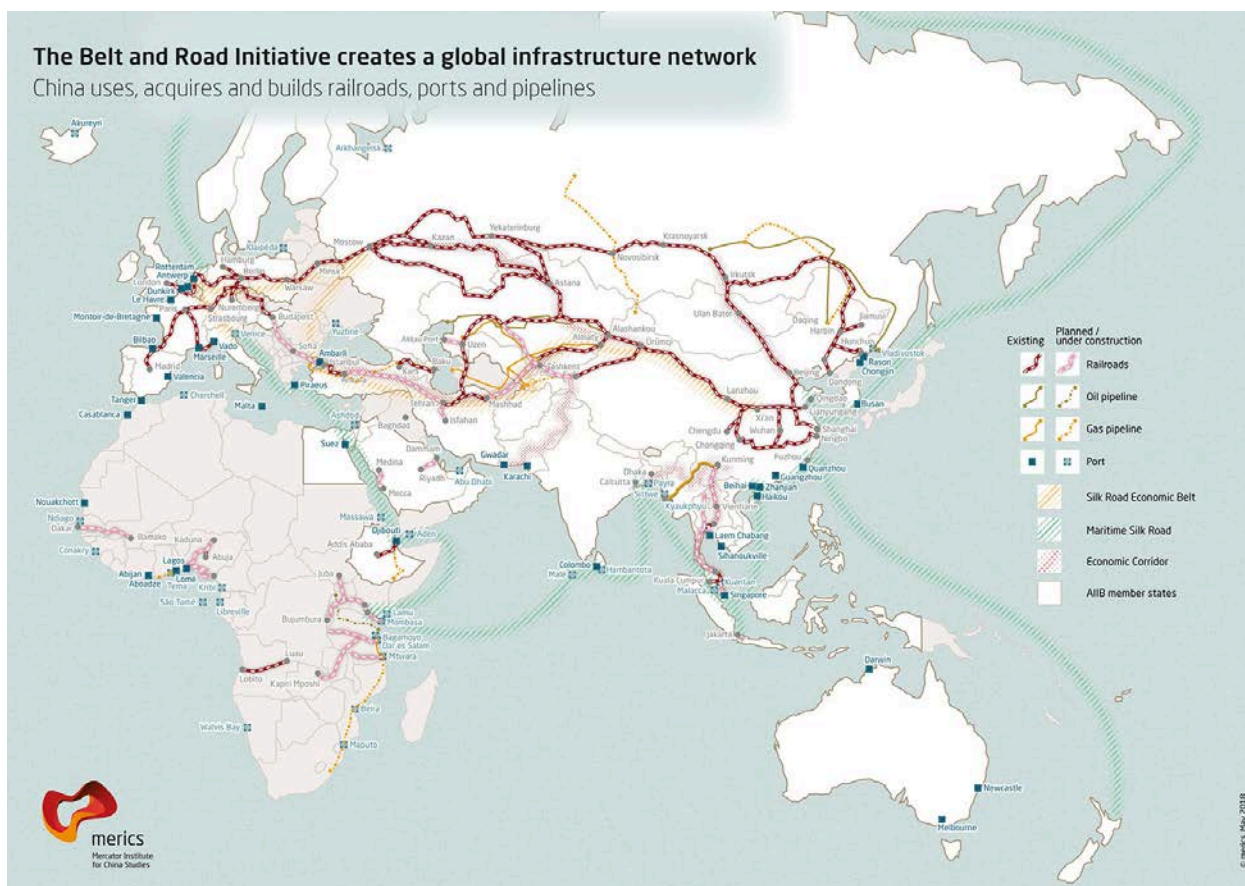 The Belt and Road Initiative creates a global infrastructure network
China uses, acquires and builds railroads, ports and pipelines
Akureyri
Arkhangelsk
Yekaterinburg
Krasnoyarsk
Kazan
Moscow
Novosibirsk
Klaipėda
Hamburg
Rotterdam
Antwerp
London
Berlin
Minsk
Astana
Irkutsk
Dunkirk
Warsaw
Le Havre
Paris
Nuremberg
Ulan Bator
Daqing
Jiamusi
Harbin
Montoir-de-Bretagne
Strasbourg
Budapest
Venice
Yuzhne
Alashankou
Aktau Port
Uzen
Almaty
Ürümqi
Hunchun
Vladivostok
Bilbao
Vado
Sofia
Ambarli
Istanbul
Rason
Chongjin
Marseille
Madrid
Ankara
Kars
Baku
Tashkent
Beijing
Dandong
Valencia
Piraeus
Lanzhou
Qingdao
Busan
Tanger
Cherchell
Malta
Tehran
Mashhad
Lianyungang
Casablanca
Ashdod
Baghdad
Isfahan
Xi'an
Wuhan
Chengdu
Shanghai
Ningbo
Chongqing
Suez
Dammam
Gwadar
Karachi
Kunming
Fuzhou
Medina
Riyadh
Abu Dhabi
Dhaka
Calcutta
Payra
Quanzhou
Guangzhou
Mecca
Sittwe
Kyaukphyu
Beihai
Zhanjian
Haikou
Vientiane
Nouakchott
Ndiago
Dakar
Bamako
Massawa
Aden
Djibouti
Laem Chabang
Sihanoukville
Conakry
Kaduna
Abuja
Addis Ababa
Lagos
Abijan
Aboadze
Lomé
Tema
Kribi
Colombo
Hambantota
Male
Kuala Lumpur
Kuantan
Malacca
Singapore
São Tomé
Libreville
Juba
Lamu
Mombasa
Bujumbura
Bagamoyo
Dar es Salam
Mtwara
Jakarta
Luau
Lobito
Kapiri Mposhi
Darwin
Walvis Bay
Beira
Maputo
Newcastle
Melbourne
Existing
Planned /
under construction
Railroads
Oil pipeline
Gas pipeline
Port
Silk Road Economic Belt
Maritime Silk Road
Economic Corridor
AIIB member states
merics
Mercator Institute
for China Studies
© merics, May 2018